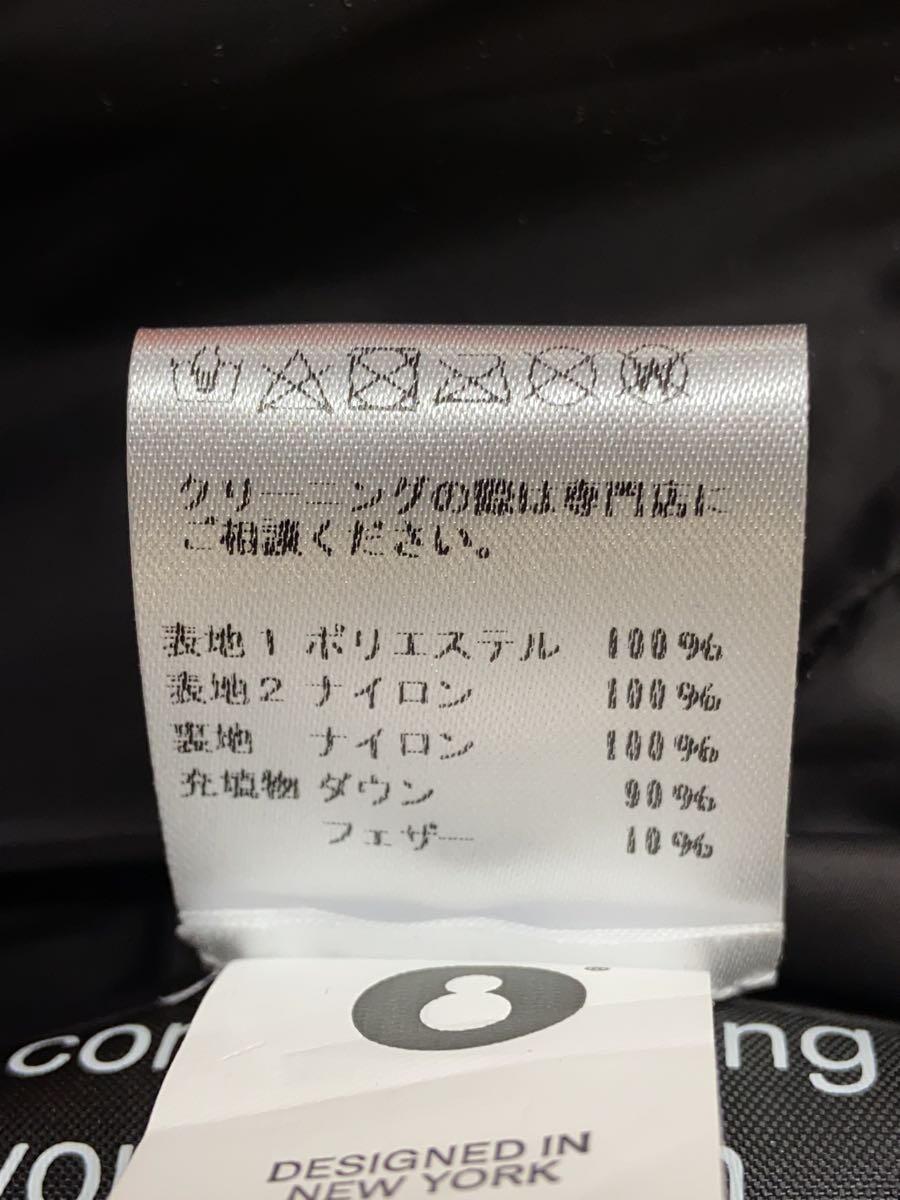 クリーニングの際は専門店に
ご相談ください。
表地1 ポリエステル 100%
表地2 ナイロン 100%
裏地 ナイロン 100%
充填物 ダウン 90%
フェザー 10%
®
DESIGNED IN
NEW YORK